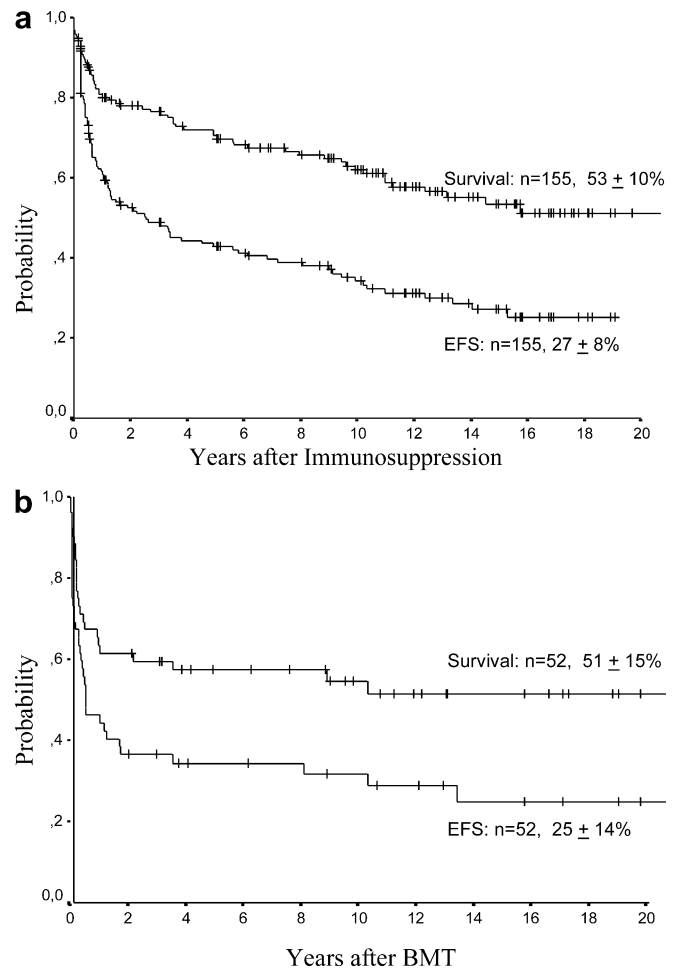 a
1,0
,8
,6
,4
,2
0,0
Probability
Survival: n=155, 53 ± 10%
EFS: n=155, 27 ± 8%
0 2 4 6 8 10 12 14 16 18 20
Years after Immunosuppression
b
1,0
,8
,6
,4
,2
0,0
Probability
Survival: n=52, 51 ± 15%
EFS: n=52, 25 ± 14%
0 2 4 6 8 10 12 14 16 18 20
Years after BMT